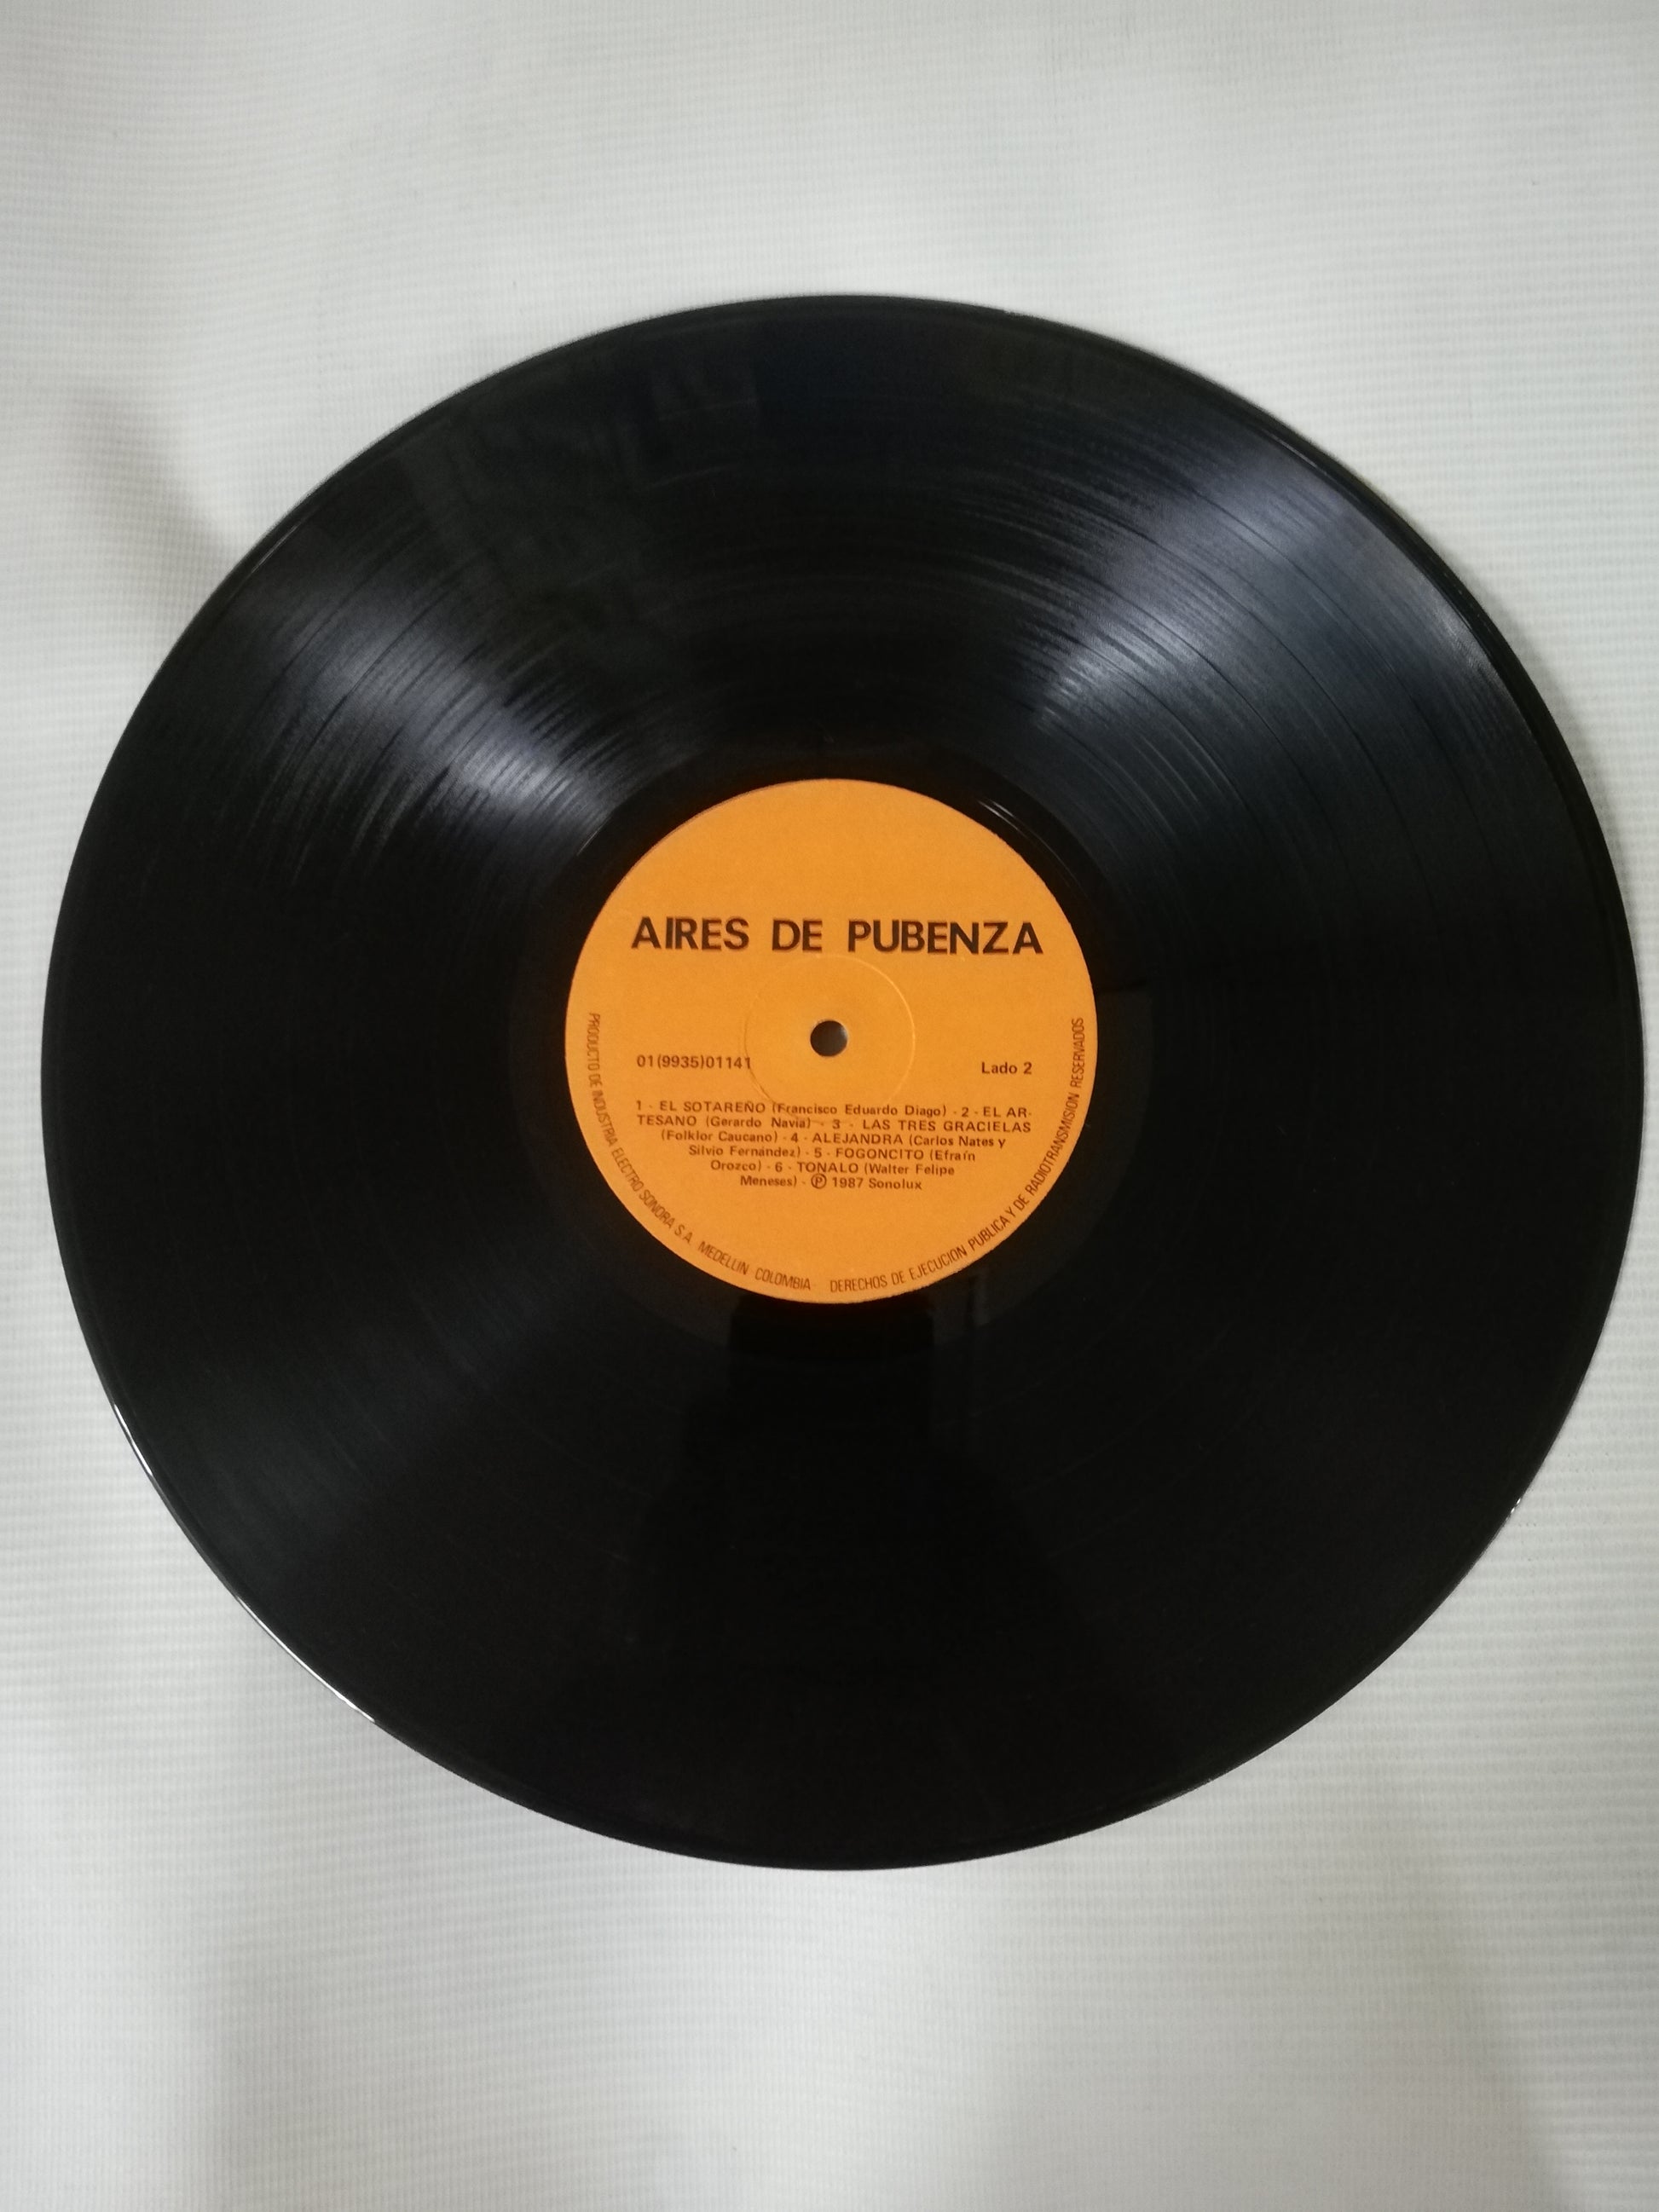 AIRES DE PUBENZA
01(9935)01141
Lado 2
1 - EL SOTAREÑO (Francisco Eduardo Diago) - 2 - EL AR-
TESANO (Gerardo Navia) - 3 - LAS TRES GRACIELAS
(Folklor Caucano) - 4 - ALEJANDRA (Carlos Nates y
Silvio Fernández) - 5 - FOGONCITO (Efraín
Orozco) - 6 - TONALO (Walter Felipe
Meneses) - Ⓟ 1987 Sonolux
PRODUCTO DE INDUSTRIA ELECTRO SONORA S.A. MEDELLIN COLOMBIA DERECHOS DE EJECUCION PUBLICA Y DE RADIOTRANSMISION RESERVADOS